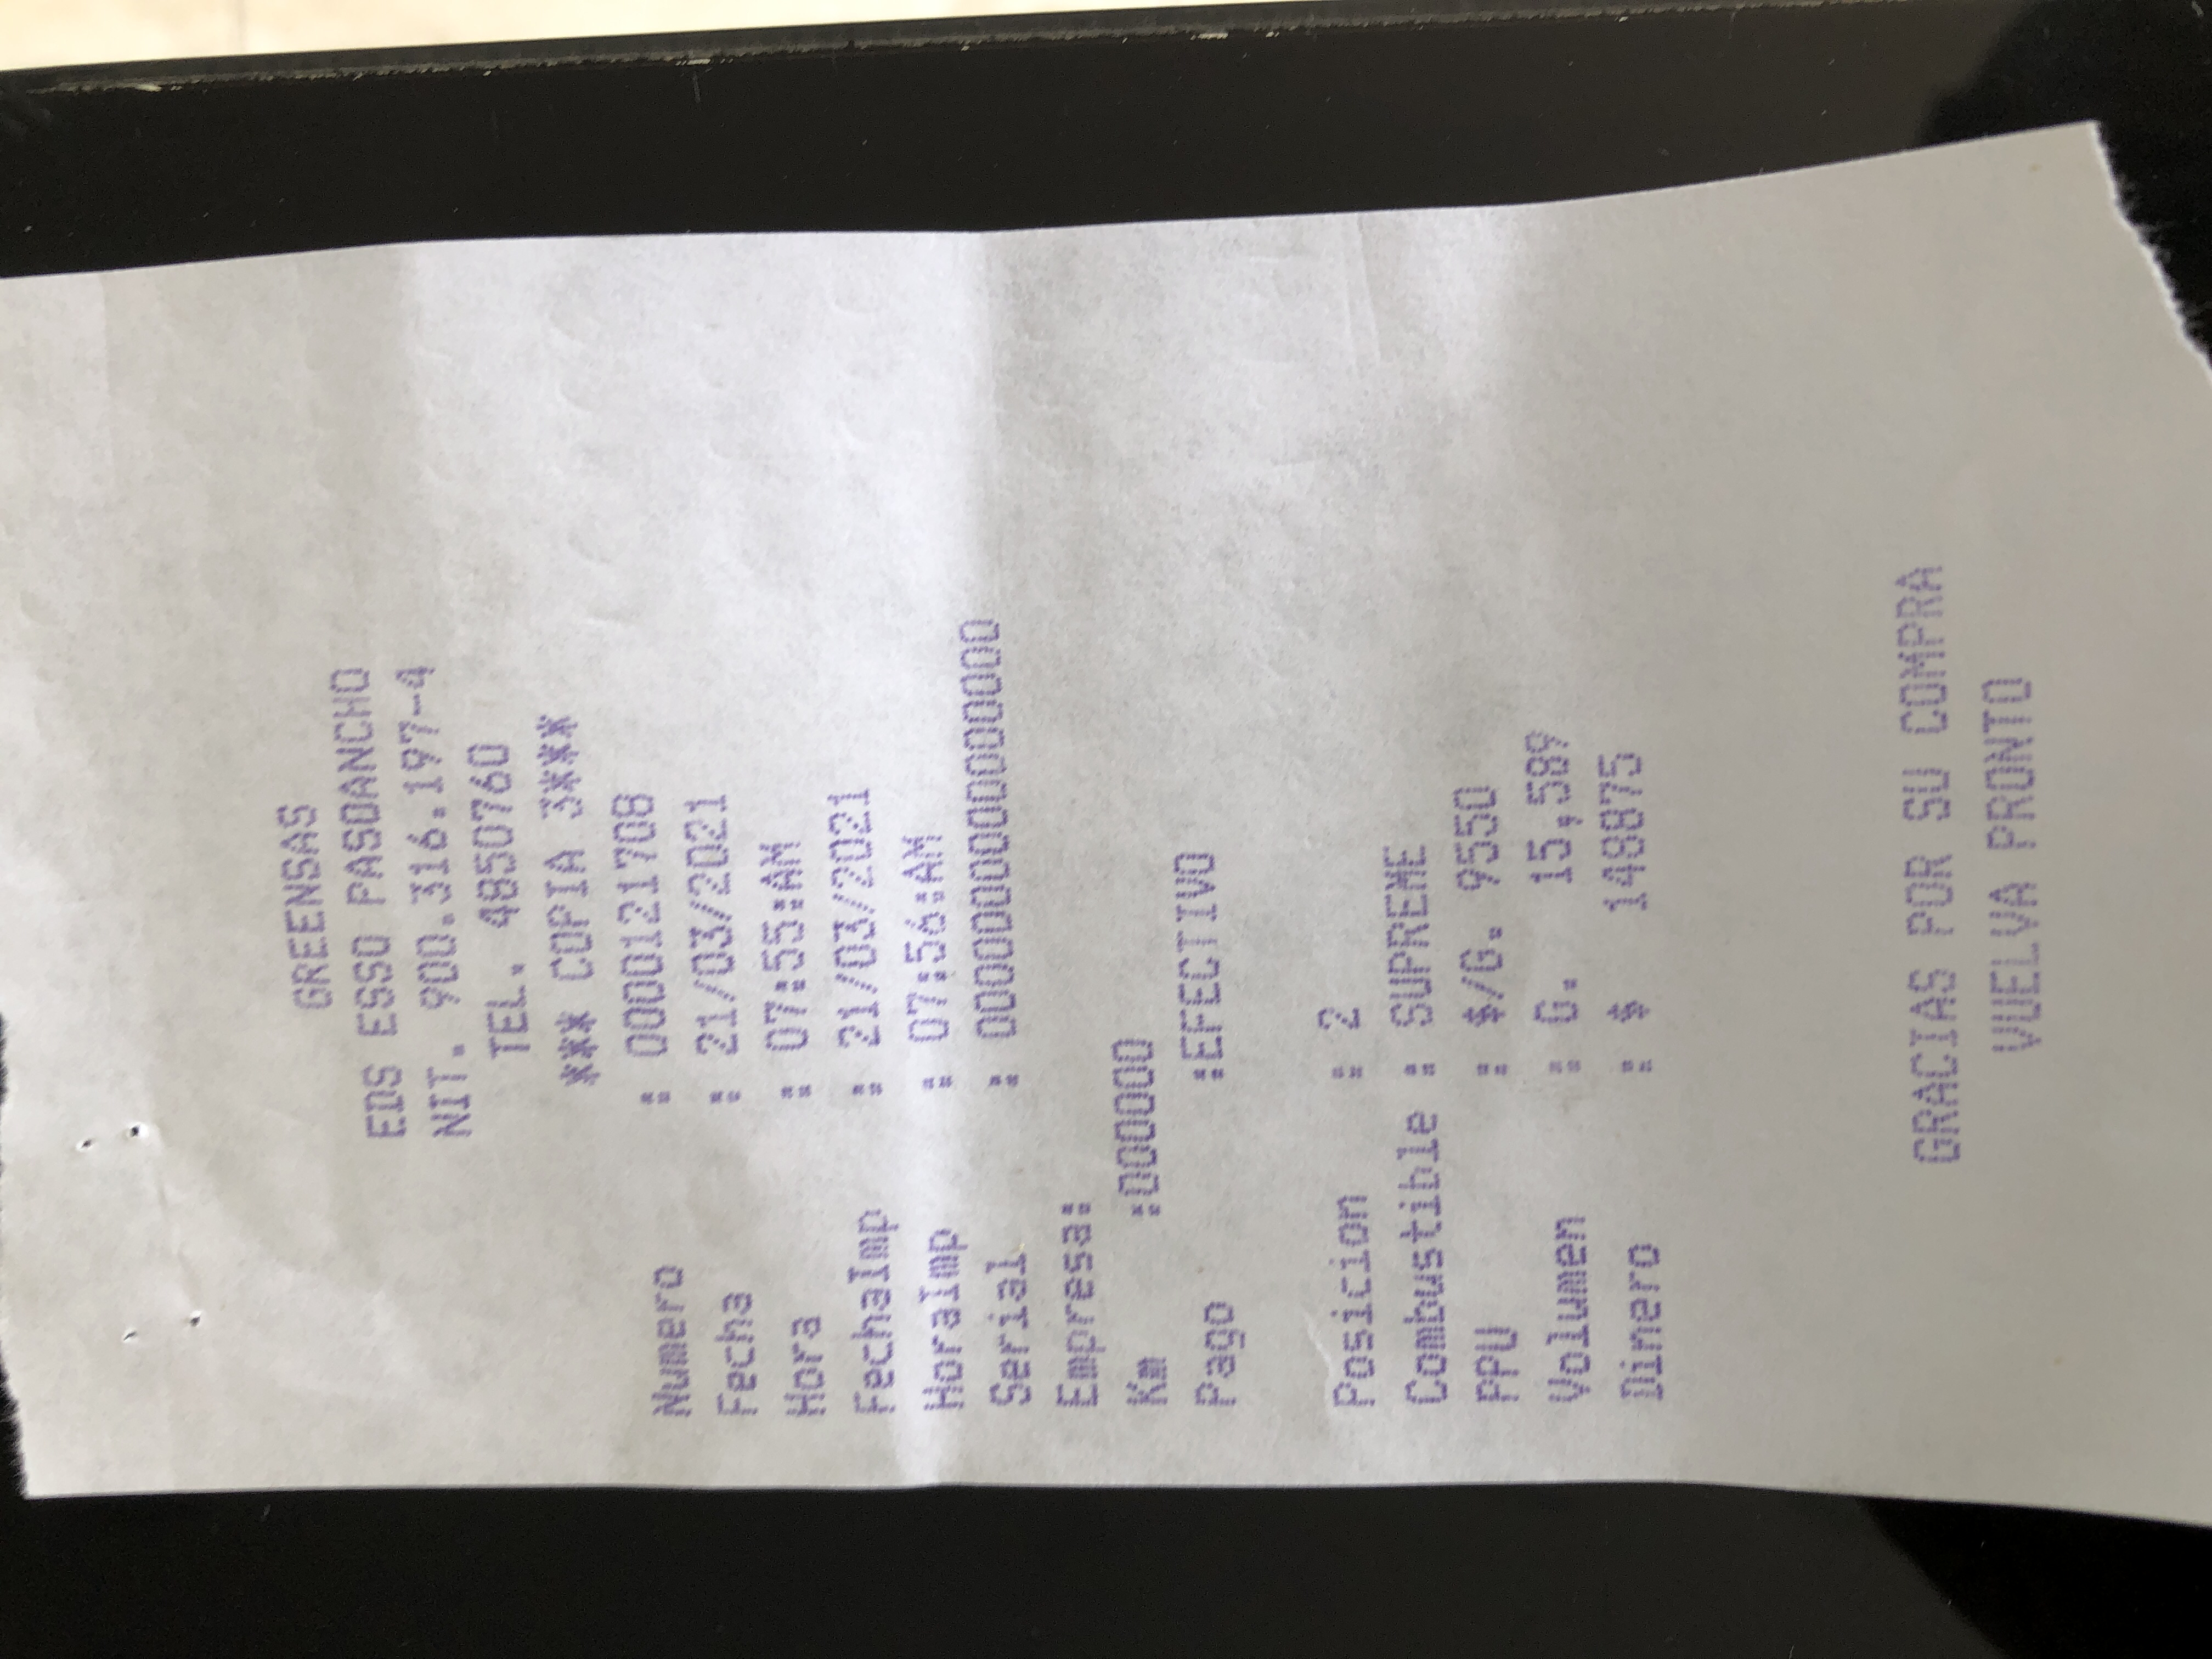 GREENSAS
EDS ESSO PASOANCHO
NIT. 900.316.197-4
TEL. 4850760
*** COPIA 3***
Numero : 0000121708
Fecha : 21/03/2021
Hora : 07:55:AM
FechaImp : 21/03/2021
HoraImp : 07:56:AM
Serial : 0000000000000000
Empresa:
Km :000000
Pago :EFECTIVO
Posicion : 2
Combustible : SUPREME
PPU : $/G. 9550
Volumen : G. 15,589
Dinero : $ 148875
GRACIAS POR SU COMPRA
VUELVA PRONTO